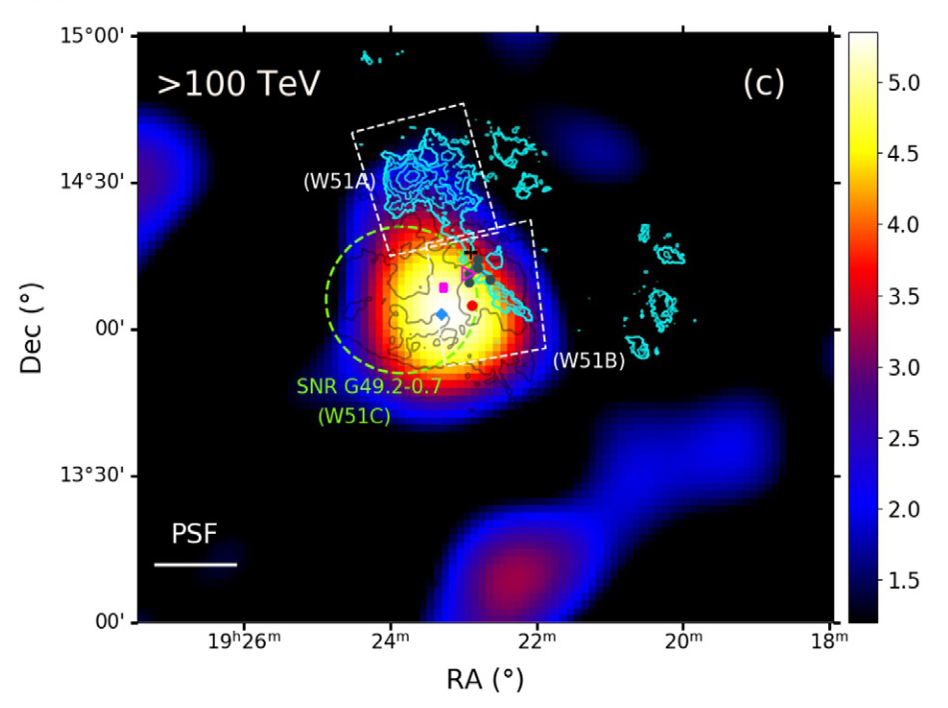 >100 TeV
(c)
(W51A)
(W51B)
SNR G49.2-0.7
(W51C)
PSF
15°00'
14°30'
00'
13°30'
00'
Dec (°)
19ʰ26ᵐ
24ᵐ
22ᵐ
20ᵐ
18ᵐ
RA (°)
5.0
4.5
4.0
3.5
3.0
2.5
2.0
1.5